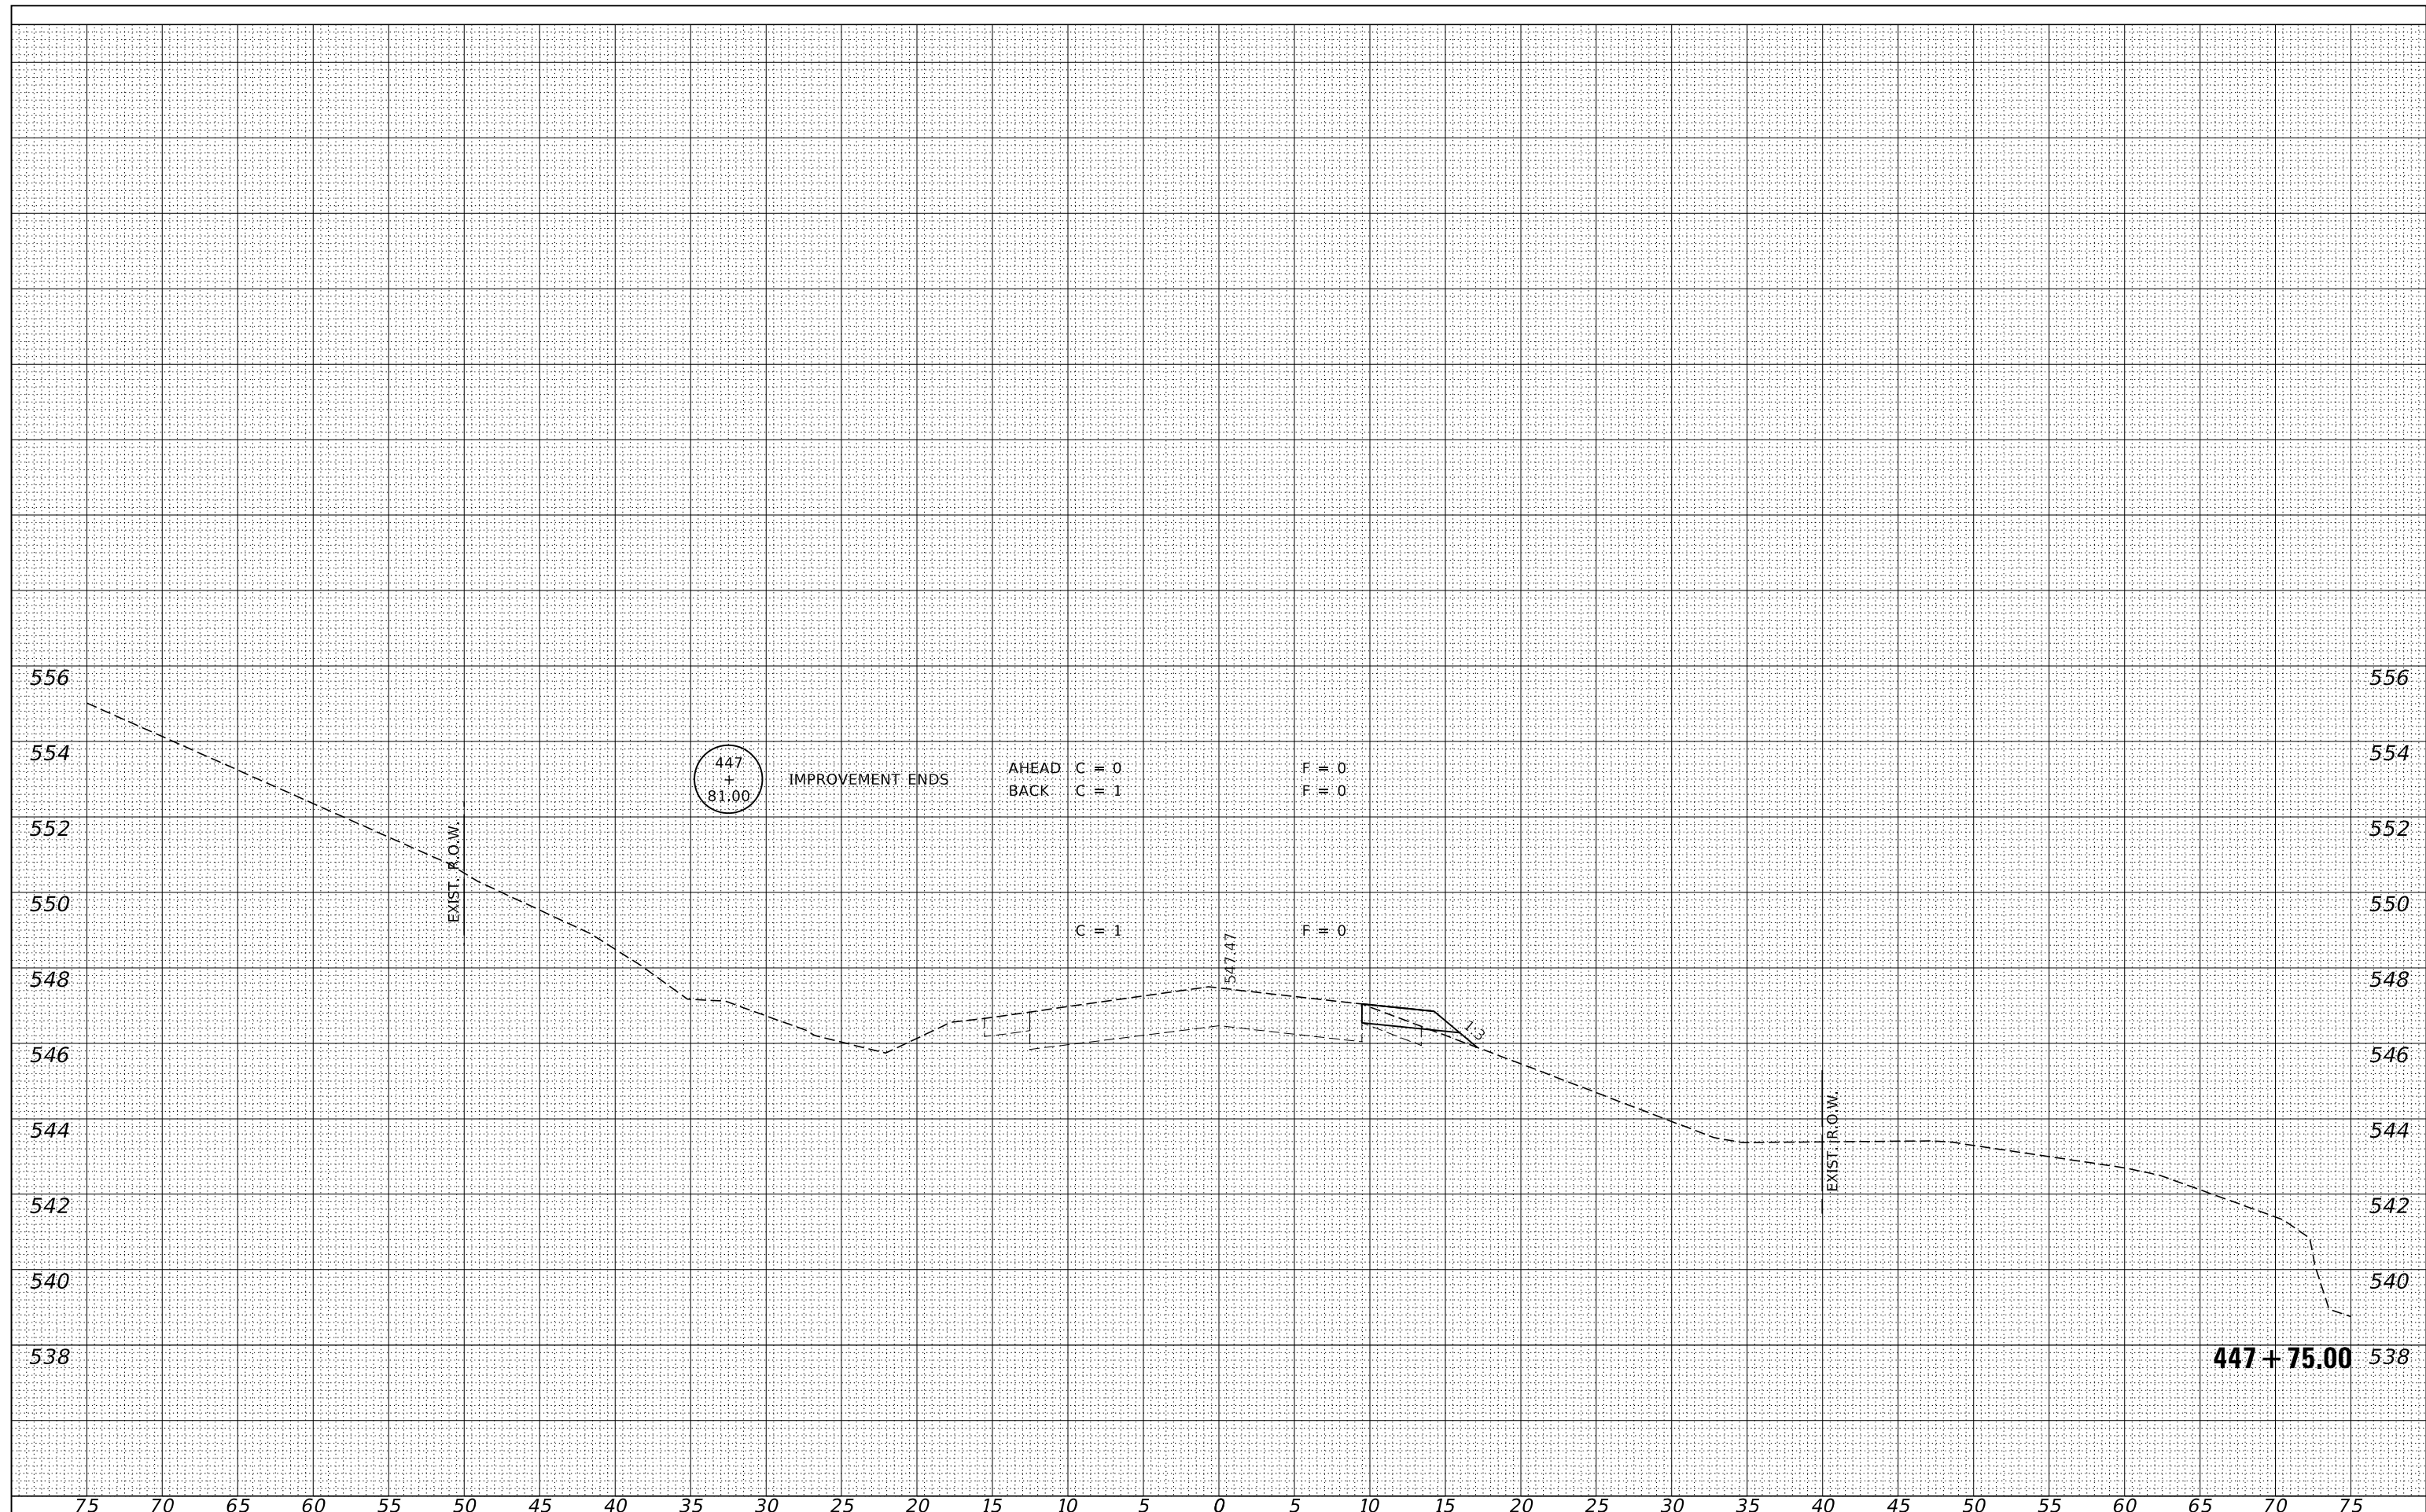 556 556
554 554
447
+
81.00
IMPROVEMENT ENDS
AHEAD C = 0 F = 0
BACK C = 1 F = 0
552 552
EXIST. R.O.W.
550 550
C = 1 F = 0
547.47
548 548
1:3
546 546
544 544
EXIST. R.O.W.
542 542
540 540
538 447+75.00 538
75 70 65 60 55 50 45 40 35 30 25 20 15 10 5 0 5 10 15 20 25 30 35 40 45 50 55 60 65 70 75